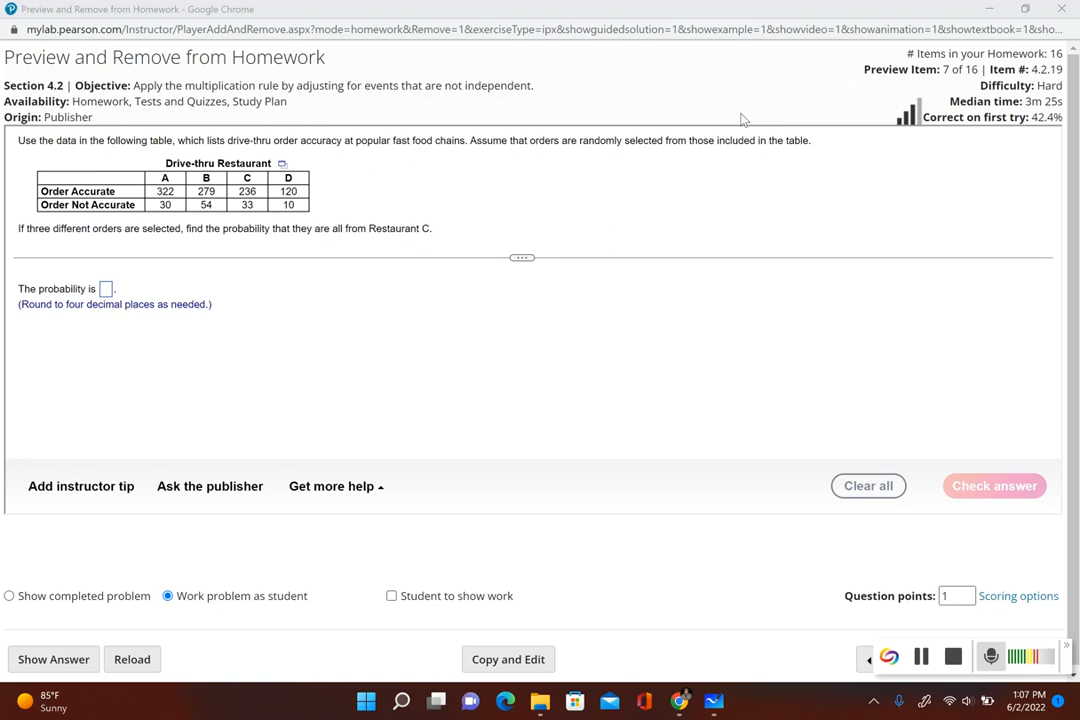 Preview and Remove from Homework - Google Chrome
mylab.pearson.com/Instructor/PlayerAddAndRemove.aspx?mode=homework&Remove=1&exerciseType=ipx&showguidedsolution=1&showexample=1&showvideo=1&showanimation=1&showtextbook=1&sho...
Preview and Remove from Homework
# Items in your Homework: 16
Preview Item: 7 of 16 | Item #: 4.2.19
Section 4.2 | Objective: Apply the multiplication rule by adjusting for events that are not independent.
Difficulty: Hard
Availability: Homework, Tests and Quizzes, Study Plan
Median time: 3m 25s
Origin: Publisher
Correct on first try: 42.4%
Use the data in the following table, which lists drive-thru order accuracy at popular fast food chains. Assume that orders are randomly selected from those included in the table.
Drive-thru Restaurant
A B C D
Order Accurate 322 279 236 120
Order Not Accurate 30 54 33 10
If three different orders are selected, find the probability that they are all from Restaurant C.
The probability is .
(Round to four decimal places as needed.)
Add instructor tip Ask the publisher Get more help
Clear all Check answer
Show completed problem Work problem as student Student to show work
Question points: 1 Scoring options
Show Answer Reload Copy and Edit
85°F
Sunny
1:07 PM
6/2/2022
1